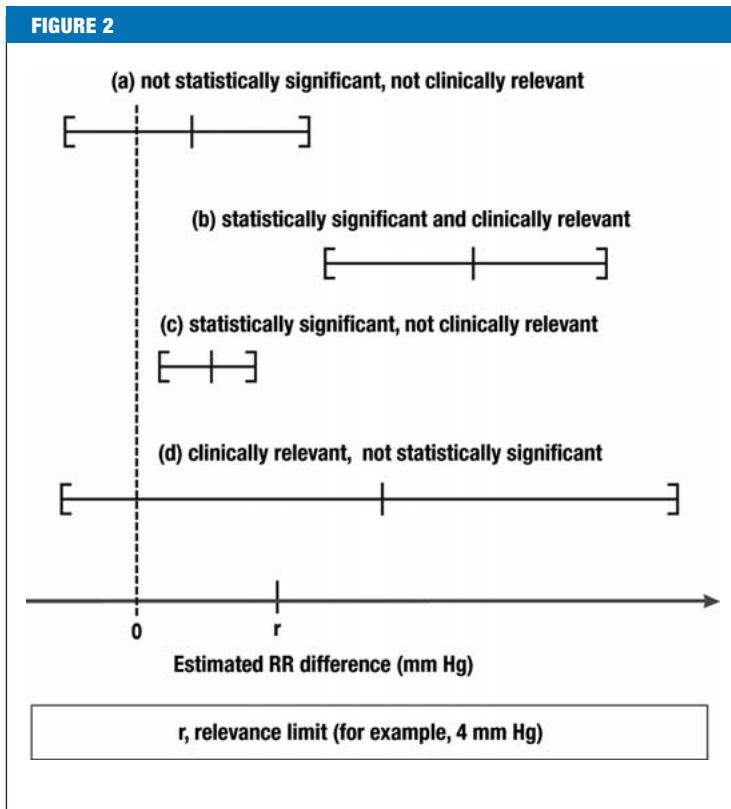 FIGURE 2
(a) not statistically significant, not clinically relevant
(b) statistically significant and clinically relevant
(c) statistically significant, not clinically relevant
(d) clinically relevant, not statistically significant
0
r
Estimated RR difference (mm Hg)
r, relevance limit (for example, 4 mm Hg)